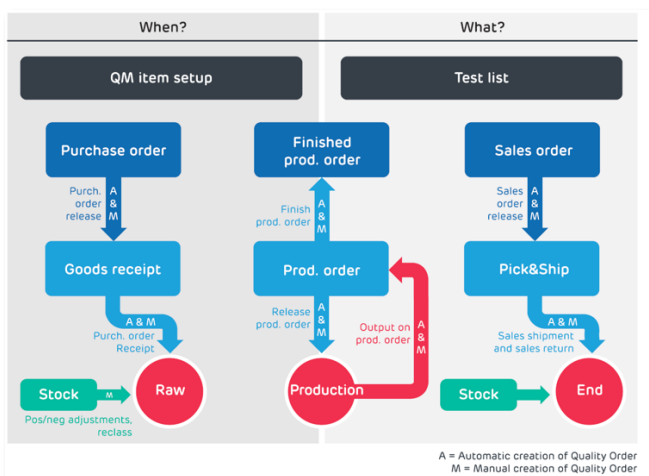 When?
What?
QM item setup
Test list
Purchase order
Finished
prod. order
Sales order
Purch.
order
release
A
&
M
Finish
prod. order
A
&
M
Sales
order
release
A
&
M
Goods receipt
Prod. order
Pick&Ship
A & M
Purch. order
Receipt
Release
prod. order
A
&
M
Output on
prod. order
A
&
M
A & M
Sales shipment
and sales return
Stock
M
Raw
Pos/neg adjustments,
reclass
Production
Stock
End
A = Automatic creation of Quality Order
M = Manual creation of Quality Order